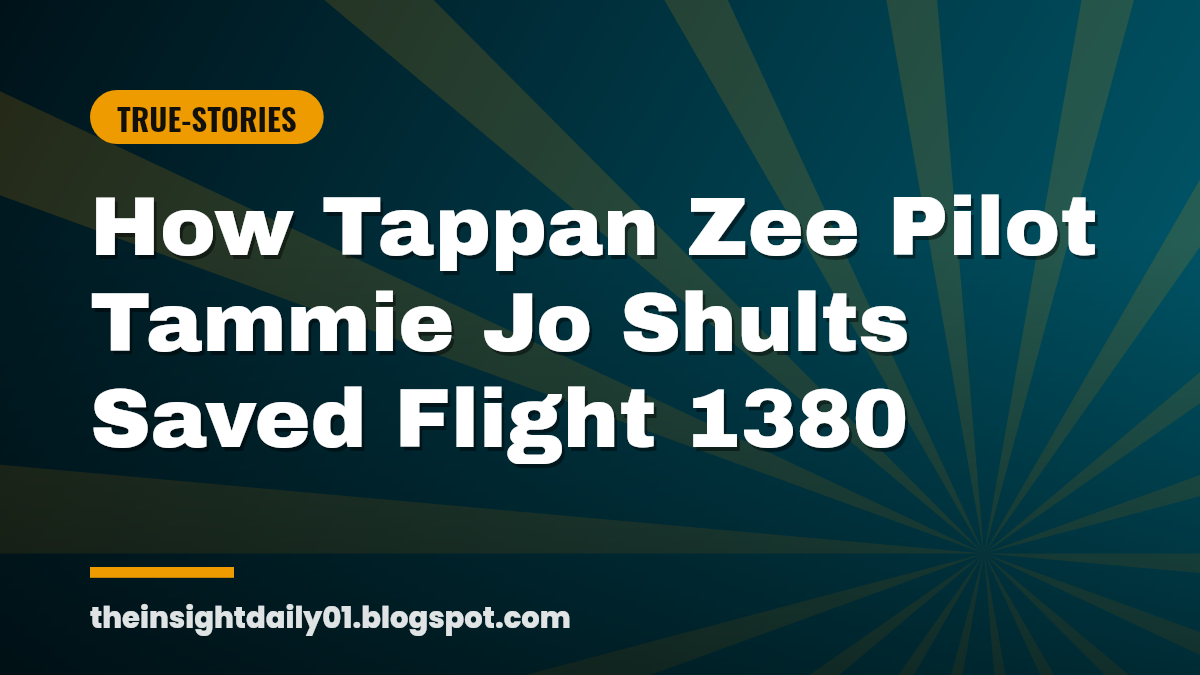 TRUE-STORIES
How Tappan Zee Pilot
Tammie Jo Shults
Saved Flight 1380
theinsightdaily01.blogspot.com